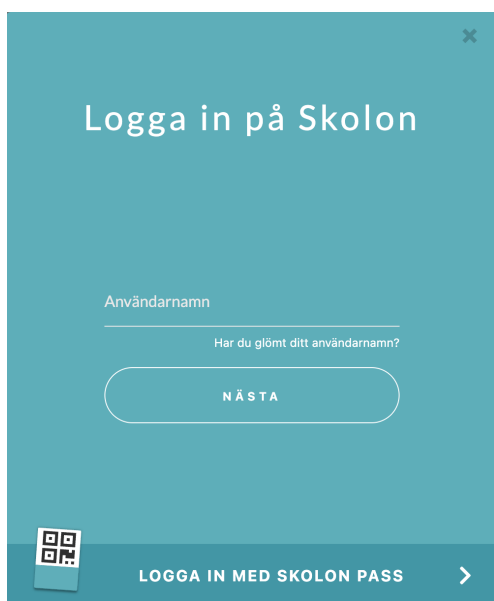 Logga in på Skolon
Användarnamn
Har du glömt ditt användarnamn?
NÄSTA
LOGGA IN MED SKOLON PASS